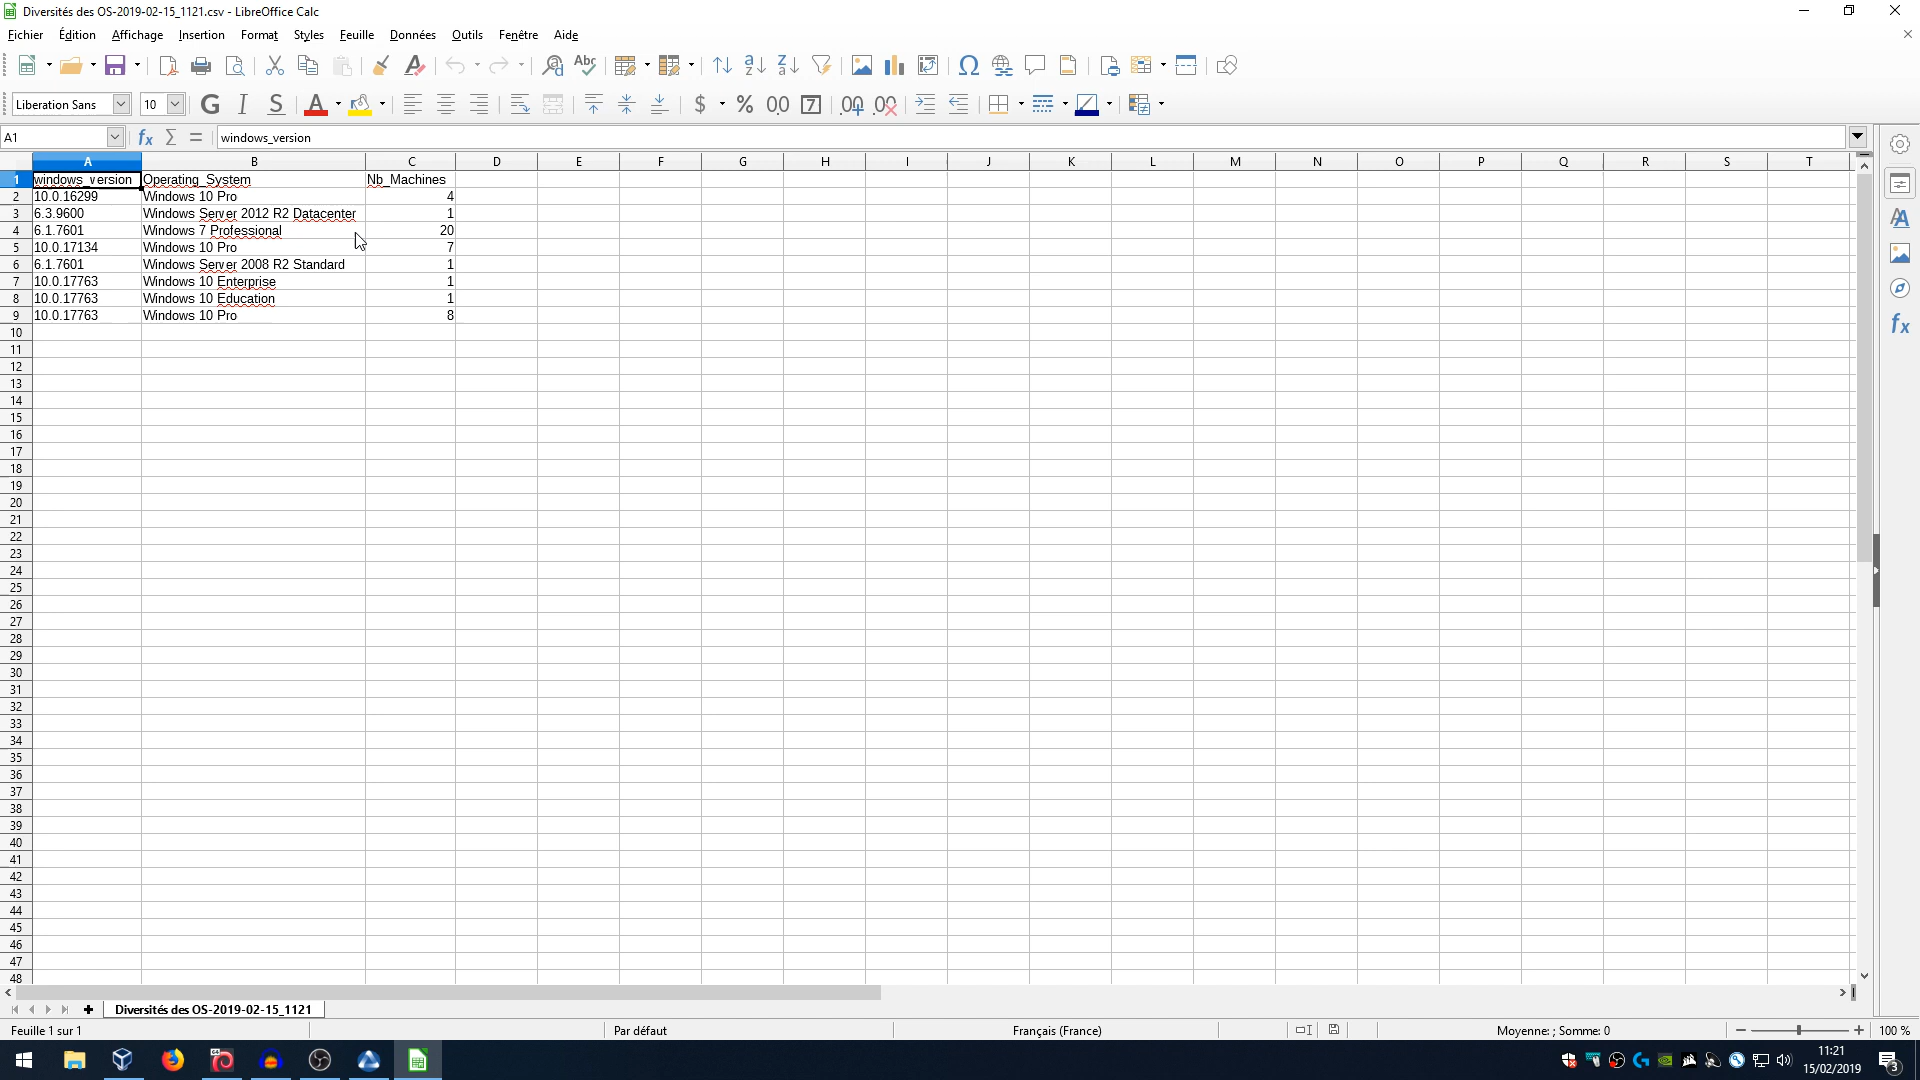 Diversités des OS-2019-02-15_1121.csv - LibreOffice Calc
Fichier Édition Affichage Insertion Format Styles Feuille Données Outils Fenêtre Aide
Liberation Sans 10 G I S A
A1 windows_version
A B C D E F G H I J K L M N O P Q R S T
1 windows_version Operating_System Nb_Machines
2 10.0.16299 Windows 10 Pro 4
3 6.3.9600 Windows Server 2012 R2 Datacenter 1
4 6.1.7601 Windows 7 Professional 20
5 10.0.17134 Windows 10 Pro 7
6 6.1.7601 Windows Server 2008 R2 Standard 1
7 10.0.17763 Windows 10 Enterprise 1
8 10.0.17763 Windows 10 Education 1
9 10.0.17763 Windows 10 Pro 8
10
11
12
13
14
15
16
17
18
19
20
21
22
23
24
25
26
27
28
29
30
31
32
33
34
35
36
37
38
39
40
41
42
43
44
45
46
47
48
Diversités des OS-2019-02-15_1121
Feuille 1 sur 1 Par défaut Français (France) Moyenne: ; Somme: 0 100 %
11:21
15/02/2019
3